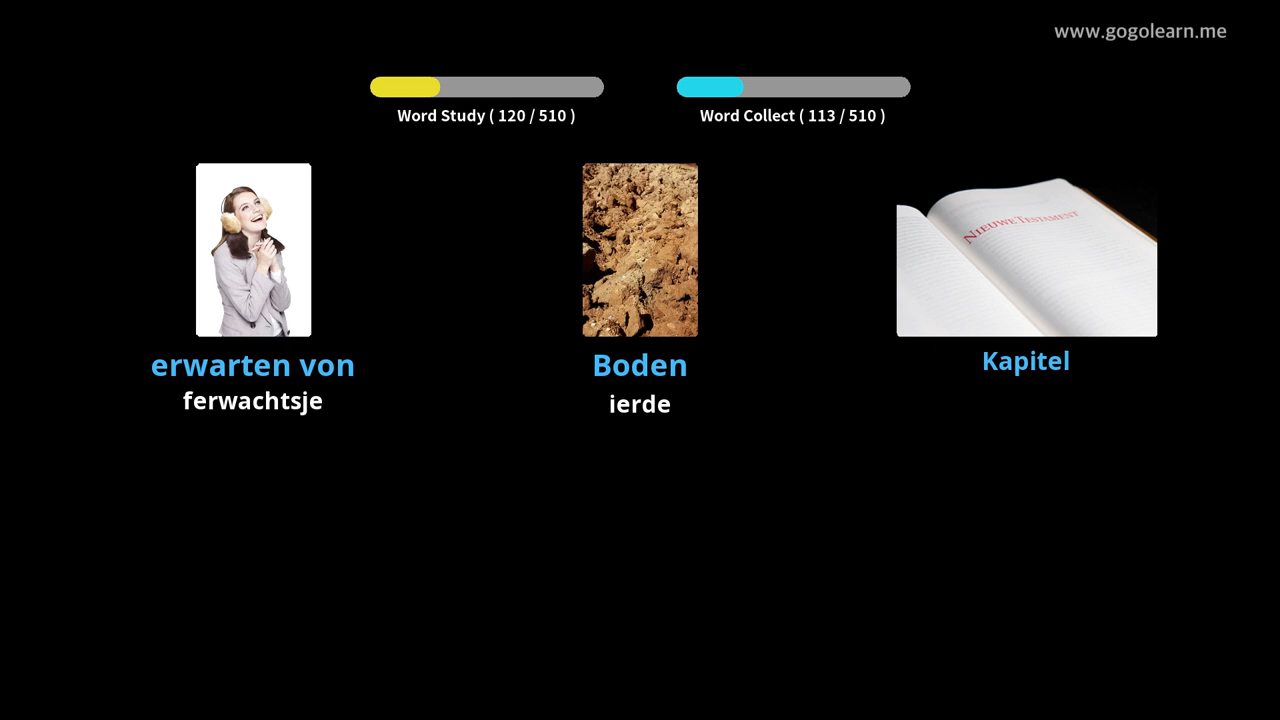 www.gogolearn.me
Word Study ( 120 / 510 )
Word Collect ( 113 / 510 )
NIEUWE TESTAMENT
erwarten von
ferwachtsje
Boden
ierde
Kapitel